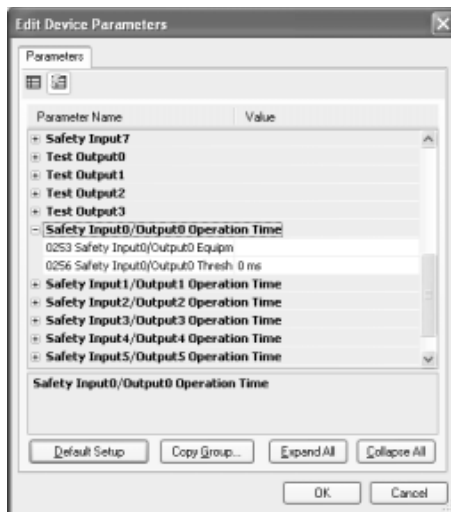 Edit Device Parameters
Parameters
Parameter Name Value
Safety Input7
Test Output0
Test Output1
Test Output2
Test Output3
Safety Input0/Output0 Operation Time
0253 Safety Input0/Output0 Equipm
0256 Safety Input0/Output0 Thresh 0 ms
Safety Input1/Output1 Operation Time
Safety Input2/Output2 Operation Time
Safety Input3/Output3 Operation Time
Safety Input4/Output4 Operation Time
Safety Input5/Output5 Operation Time
Safety Input0/Output0 Operation Time
Default Setup Copy Group... Expand All Collapse All
OK Cancel